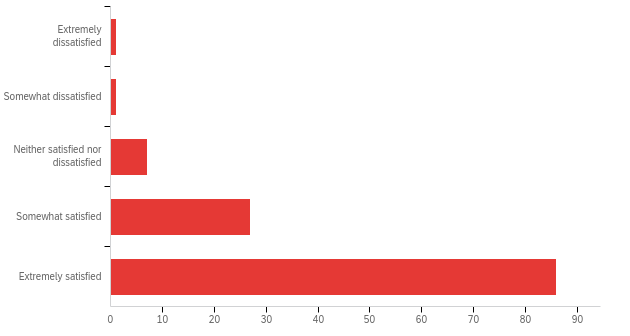 Extremely
dissatisfied
Somewhat dissatisfied
Neither satisfied nor
dissatisfied
Somewhat satisfied
Extremely satisfied
0 10 20 30 40 50 60 70 80 90